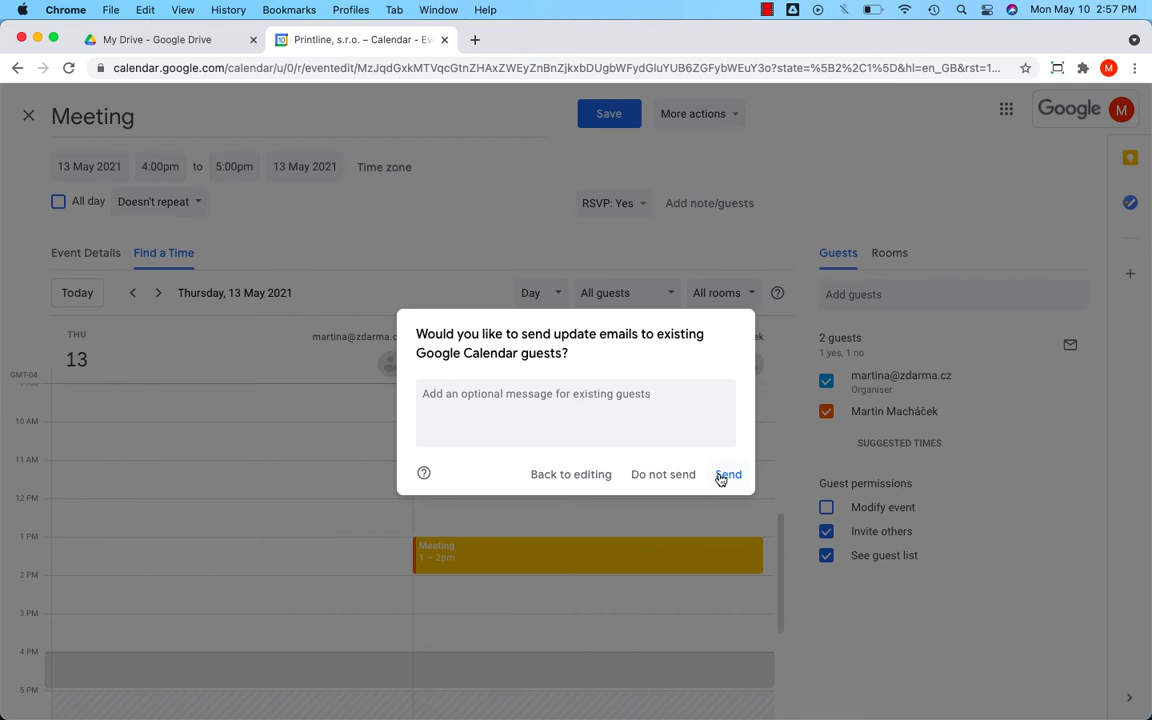 Chrome File Edit View History Bookmarks Profiles Tab Window Help Mon May 10 2:57 PM
My Drive - Google Drive Printline, s.r.o. – Calendar - Ev
calendar.google.com/calendar/u/0/r/eventedit/MzJqdGxkMTVqcGtnZHAxZWEyZnBnZjkxbDUgbWFydGluYUB6ZGFybWEuY3o?state=%5B2%2C1%5D&hl=en_GB&rst=1... M
Meeting Save More actions Google M
13 May 2021 4:00pm to 5:00pm 13 May 2021 Time zone
All day Doesn't repeat RSVP: Yes Add note/guests
Event Details Find a Time Guests Rooms
Today Thursday, 13 May 2021 Day All guests All rooms Add guests
THU
13
martina@zdarma.c
GMT-04
Would you like to send update emails to existing
Google Calendar guests?
Add an optional message for existing guests
Back to editing Do not send Send
2 guests
1 yes, 1 no
martina@zdarma.cz
Organiser
Martin Macháček
SUGGESTED TIMES
Guest permissions
Modify event
Invite others
See guest list
10 AM
11 AM
12 PM
1 PM
Meeting
1 – 2pm
2 PM
3 PM
4 PM
5 PM